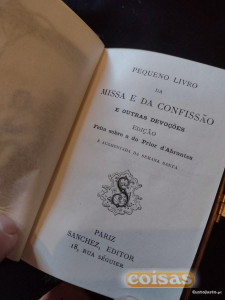 PEQUENO LIVRO
DA
MISSA E DA CONFISSÃO
E OUTRAS DEVOÇÕES
EDIÇÃO
Feita sobre a do Prior d'Abrantes
E ACRESCENTADA DA SEMANA SANTA
S
PARIZ
SANCHEZ, EDITOR
18, RUA SÉGUIER
coisas